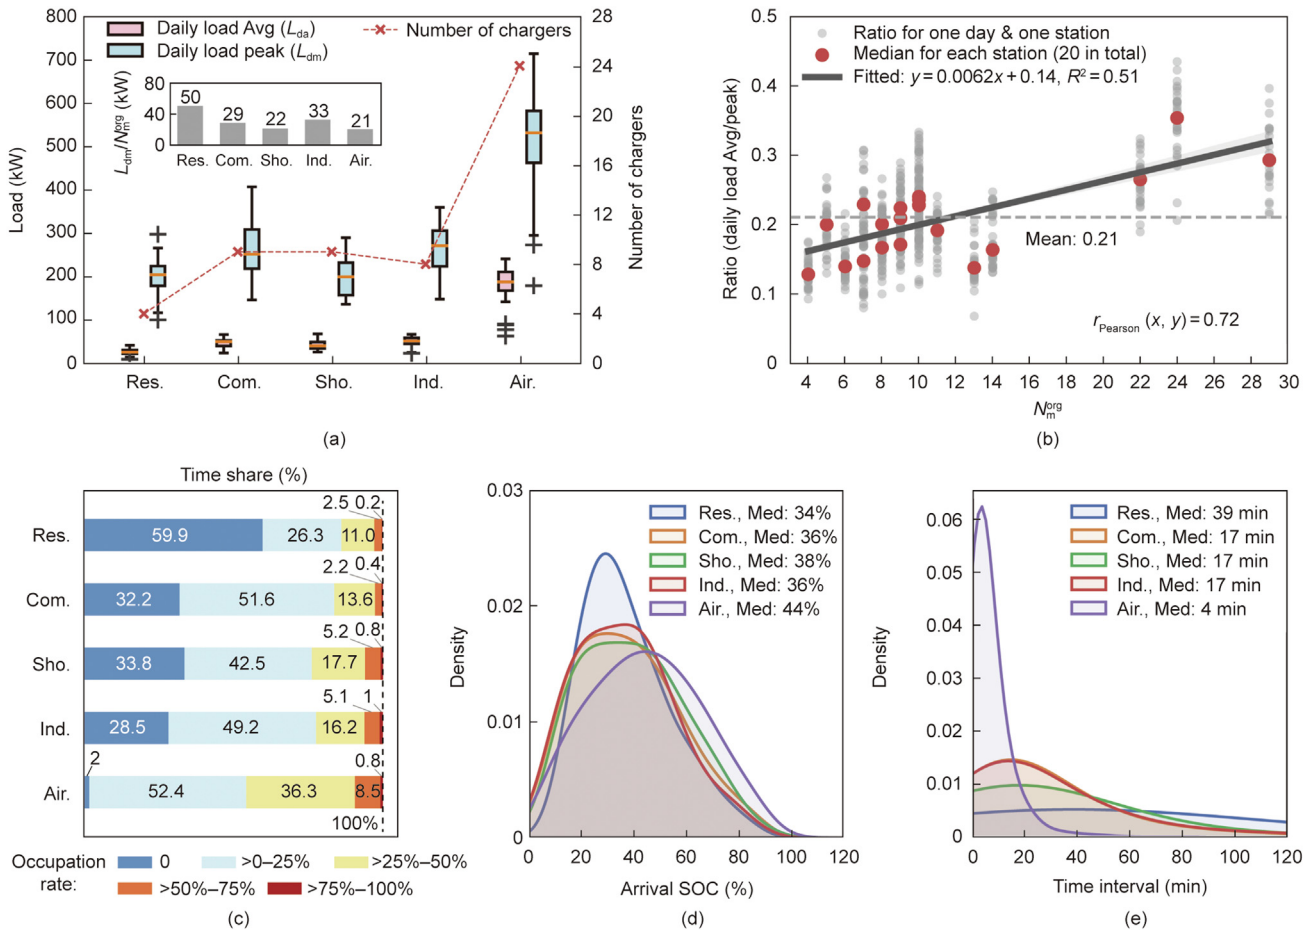 800
700
600
500
400
300
200
100
0
Load (kW)
28
24
20
16
12
8
4
0
Number of chargers
Daily load Avg (Lda)
Daily load peak (Ldm)
Number of chargers
Ldm/Nmorg (kW)
80
40
0
50
29
22
33
21
Res.
Com.
Sho.
Ind.
Air.
Res.
Com.
Sho.
Ind.
Air.
(a)
Ratio (daily load Avg/peak)
0.5
0.4
0.3
0.2
0.1
0
Ratio for one day & one station
Median for each station (20 in total)
Fitted: y = 0.0062x + 0.14, R2 = 0.51
Mean: 0.21
rPearson (x, y) = 0.72
4
6
8
10
12
14
16
18
20
22
24
26
28
30
Nmorg
(b)
Time share (%)
2.5 0.2
Res.
59.9
26.3
11.0
2.2 0.4
Com.
32.2
51.6
13.6
5.2 0.8
Sho.
33.8
42.5
17.7
5.1 1
Ind.
28.5
49.2
16.2
2
0.8
Air.
52.4
36.3
8.5
100%
Occupation
rate:
0
>0–25%
>25%–50%
>50%–75%
>75%–100%
(c)
Density
0.03
0.02
0.01
0
Res., Med: 34%
Com., Med: 36%
Sho., Med: 38%
Ind., Med: 36%
Air., Med: 44%
0
20
40
60
80
100
120
Arrival SOC (%)
(d)
Density
0.06
0.05
0.04
0.03
0.02
0.01
0
Res., Med: 39 min
Com., Med: 17 min
Sho., Med: 17 min
Ind., Med: 17 min
Air., Med: 4 min
0
20
40
60
80
100
120
Time interval (min)
(e)